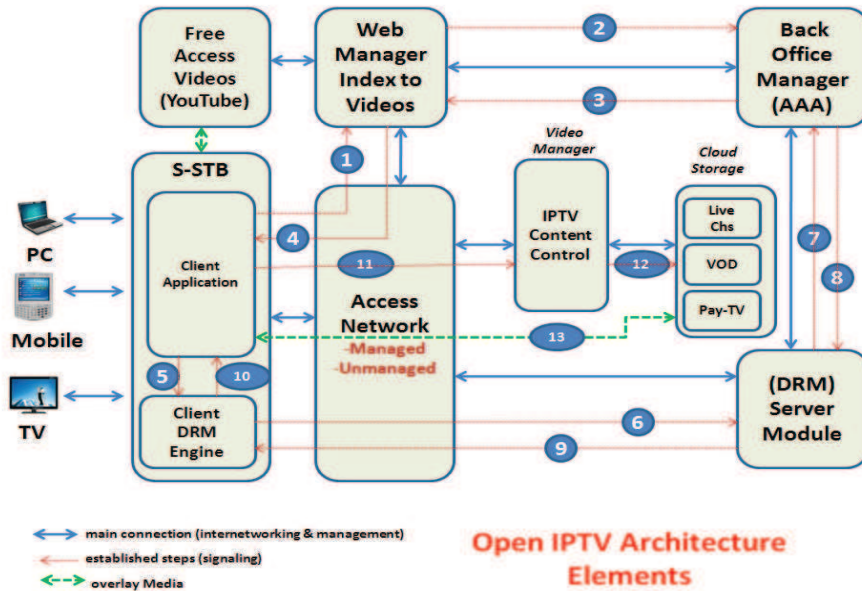 Free
Access
Videos
(YouTube)
Web
Manager
Index to
Videos
2
3
Back
Office
Manager
(AAA)
1
4
S-STB
Client
Application
11
5
10
Client
DRM
Engine
PC
Mobile
TV
Access
Network
-Managed
-Unmanaged
Video
Manager
IPTV
Content
Control
12
Cloud
Storage
Live
Chs
VOD
Pay-TV
13
7
8
6
9
(DRM)
Server
Module
main connection (internetworking & management)
established steps (signaling)
overlay Media
Open IPTV Architecture
Elements